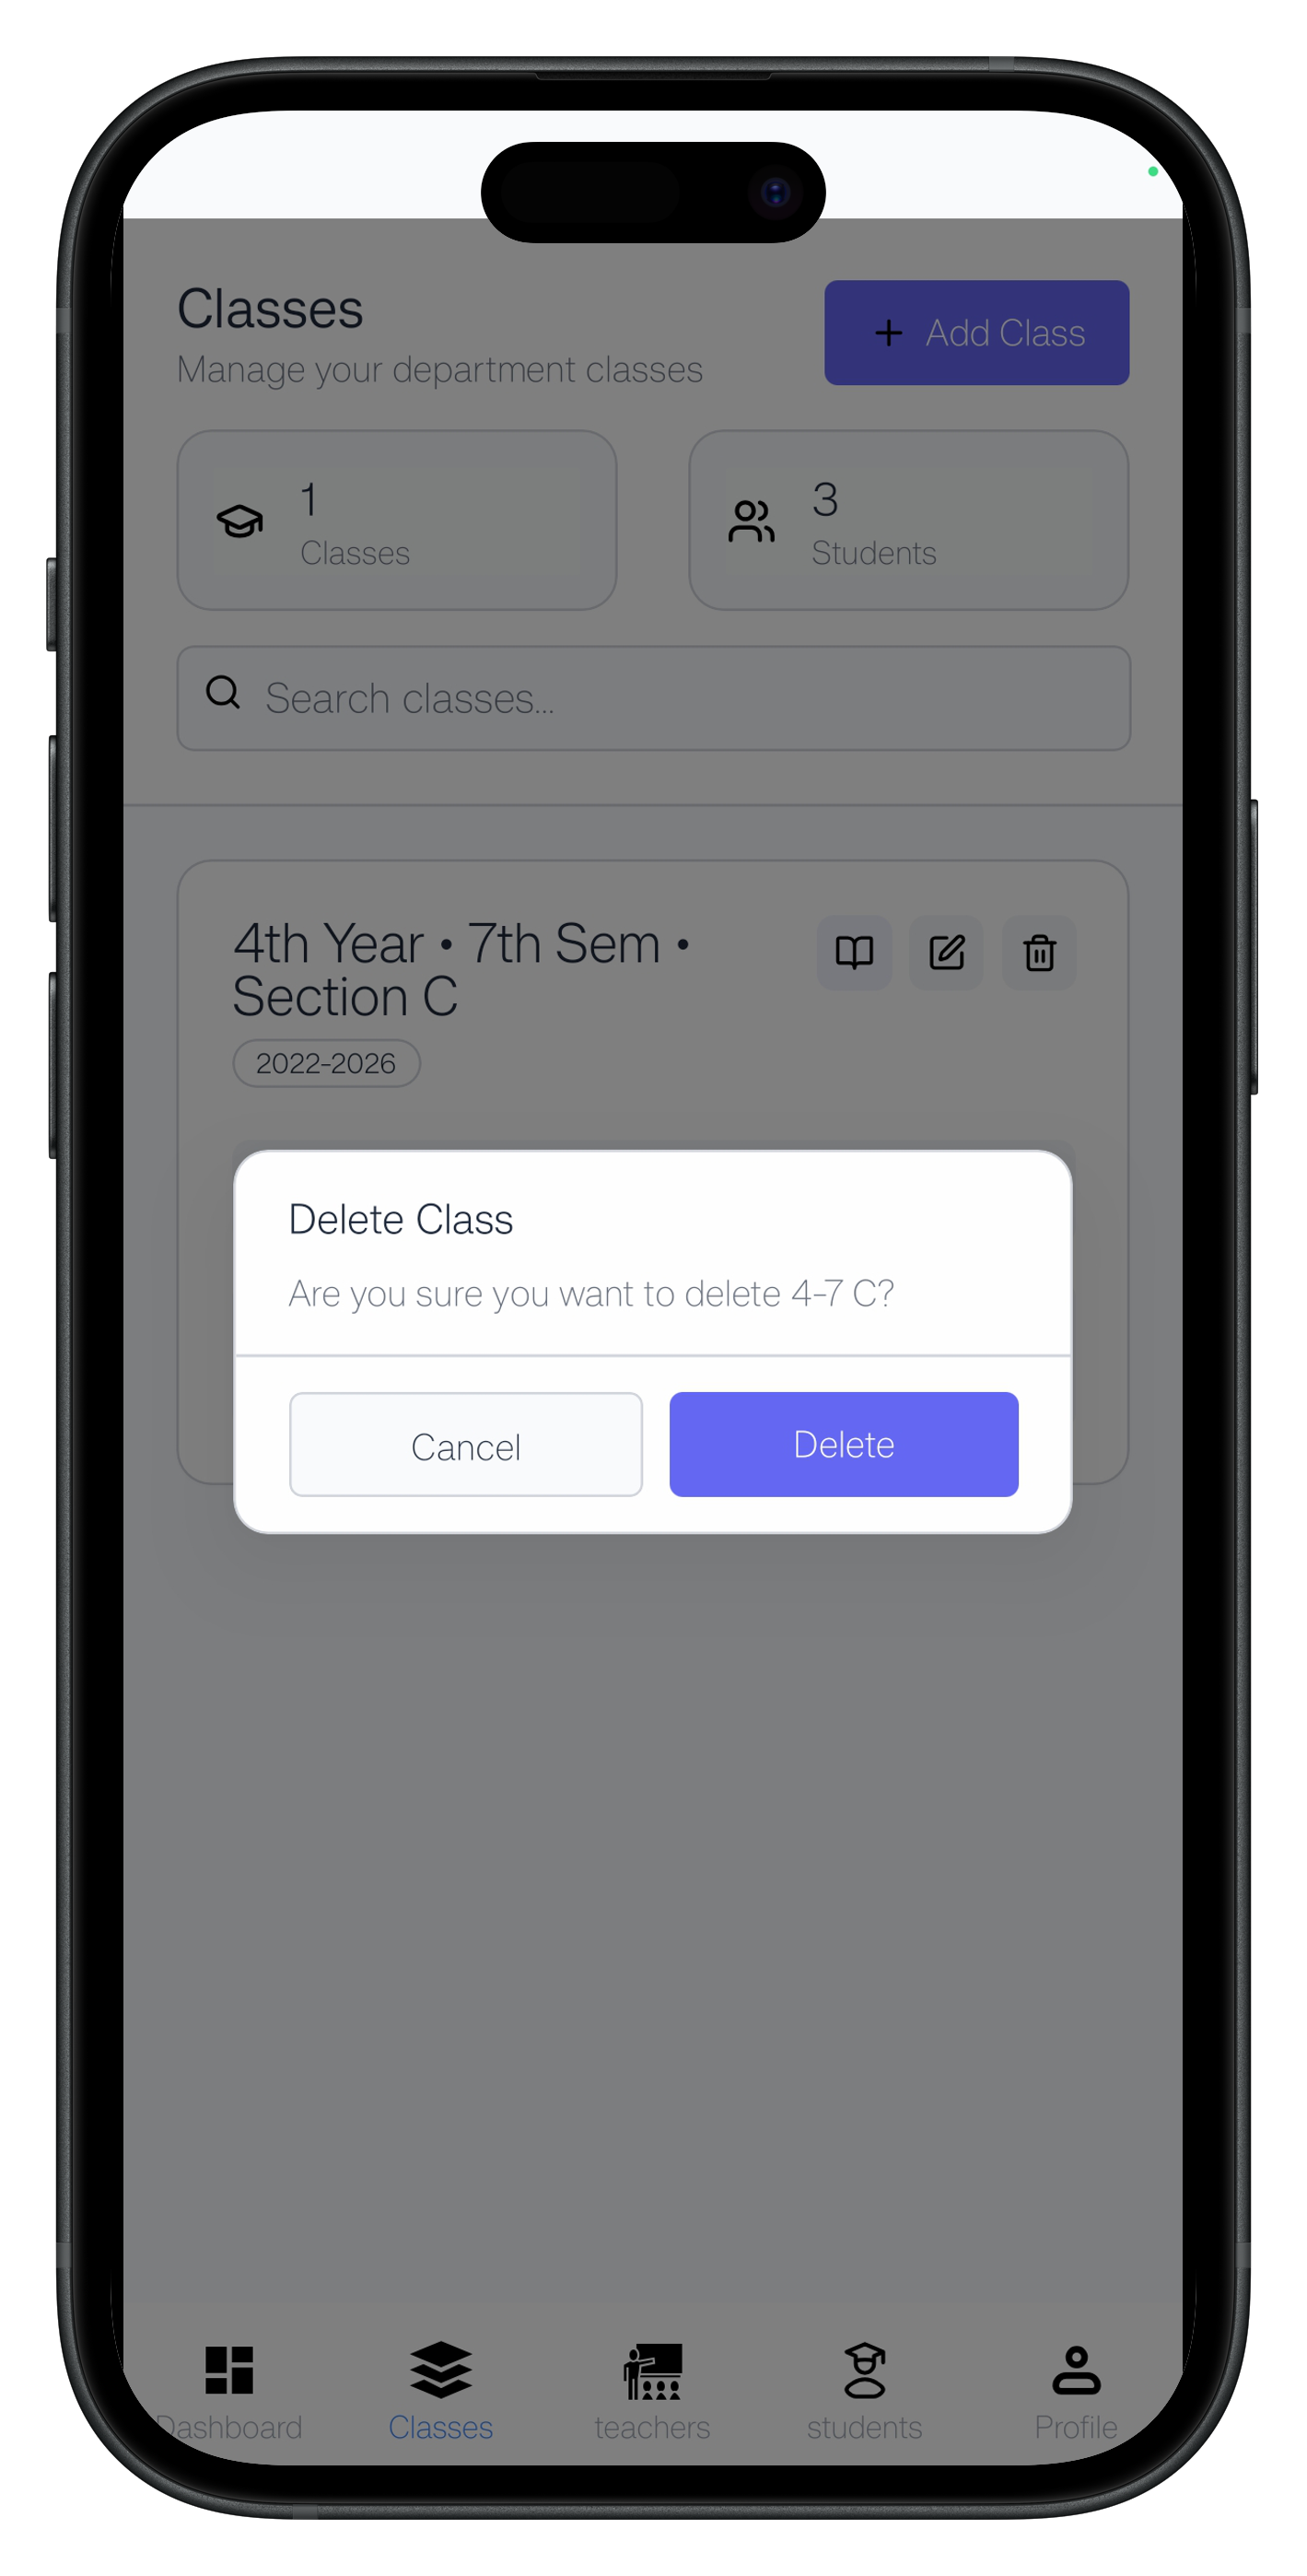 Classes
Manage your department classes
Add Class
1
Classes
3
Students
Search classes...
4th Year • 7th Sem •
Section C
2022-2026
Delete Class
Are you sure you want to delete 4-7 C?
Cancel
Delete
Dashboard
Classes
teachers
students
Profile